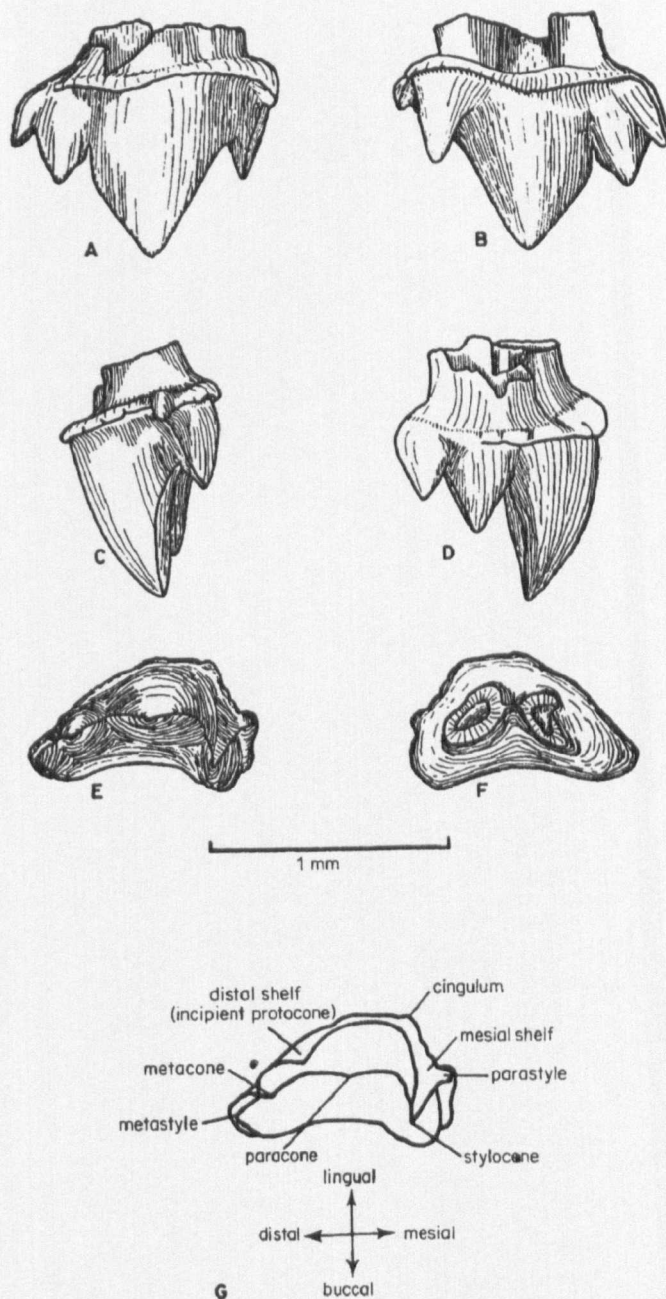 A
B
C
D
E
F
1 mm
cingulum
distal shelf
(incipient protocone)
mesial shelf
metacone
parastyle
metastyle
paracone
stylocone
lingual
distal
mesial
G
buccal